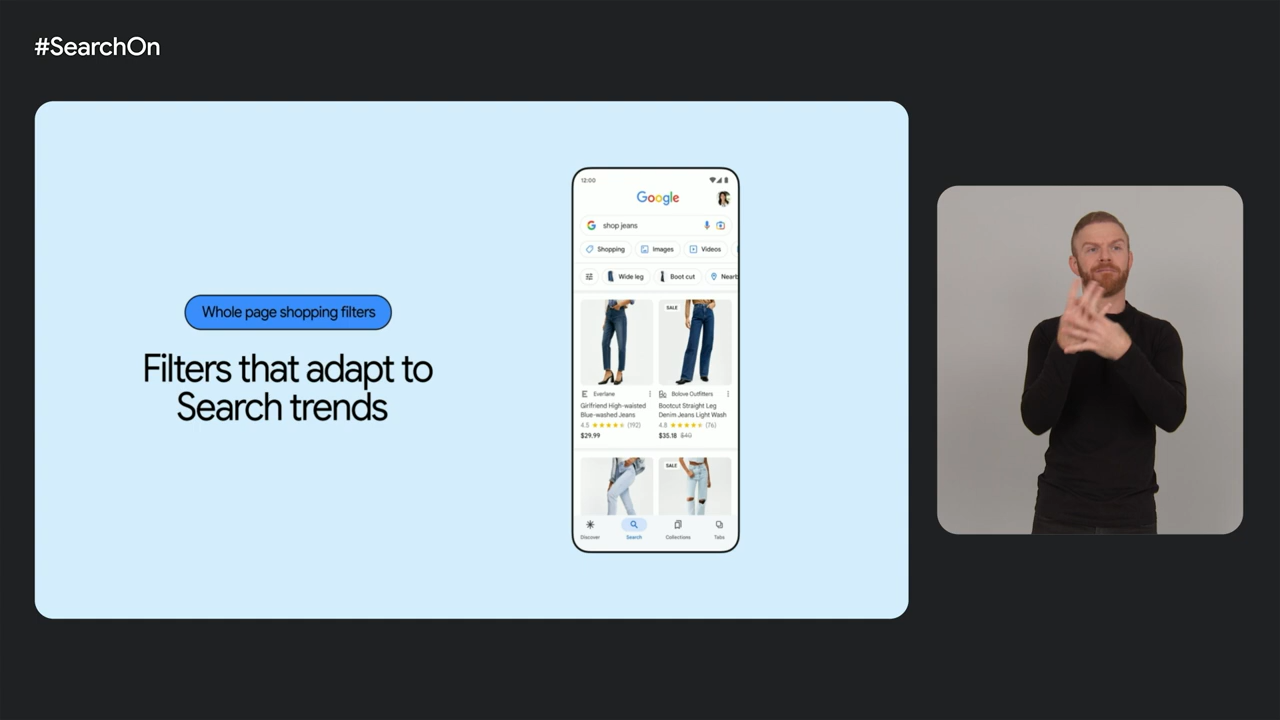 #SearchOn
Whole page shopping filters
Filters that adapt to
Search trends
12:00
Google
shop jeans
Shopping
Images
Videos
Wide leg
Boot cut
Nearb
SALE
Everlane
Bolove Outfitters
Girlfriend High-waisted
Blue-washed Jeans
Bootcut Straight Leg
Denim Jeans Light Wash
4.5 (192)
4.8 (76)
$29.99
$35.18 $40
SALE
Discover
Search
Collections
Tabs